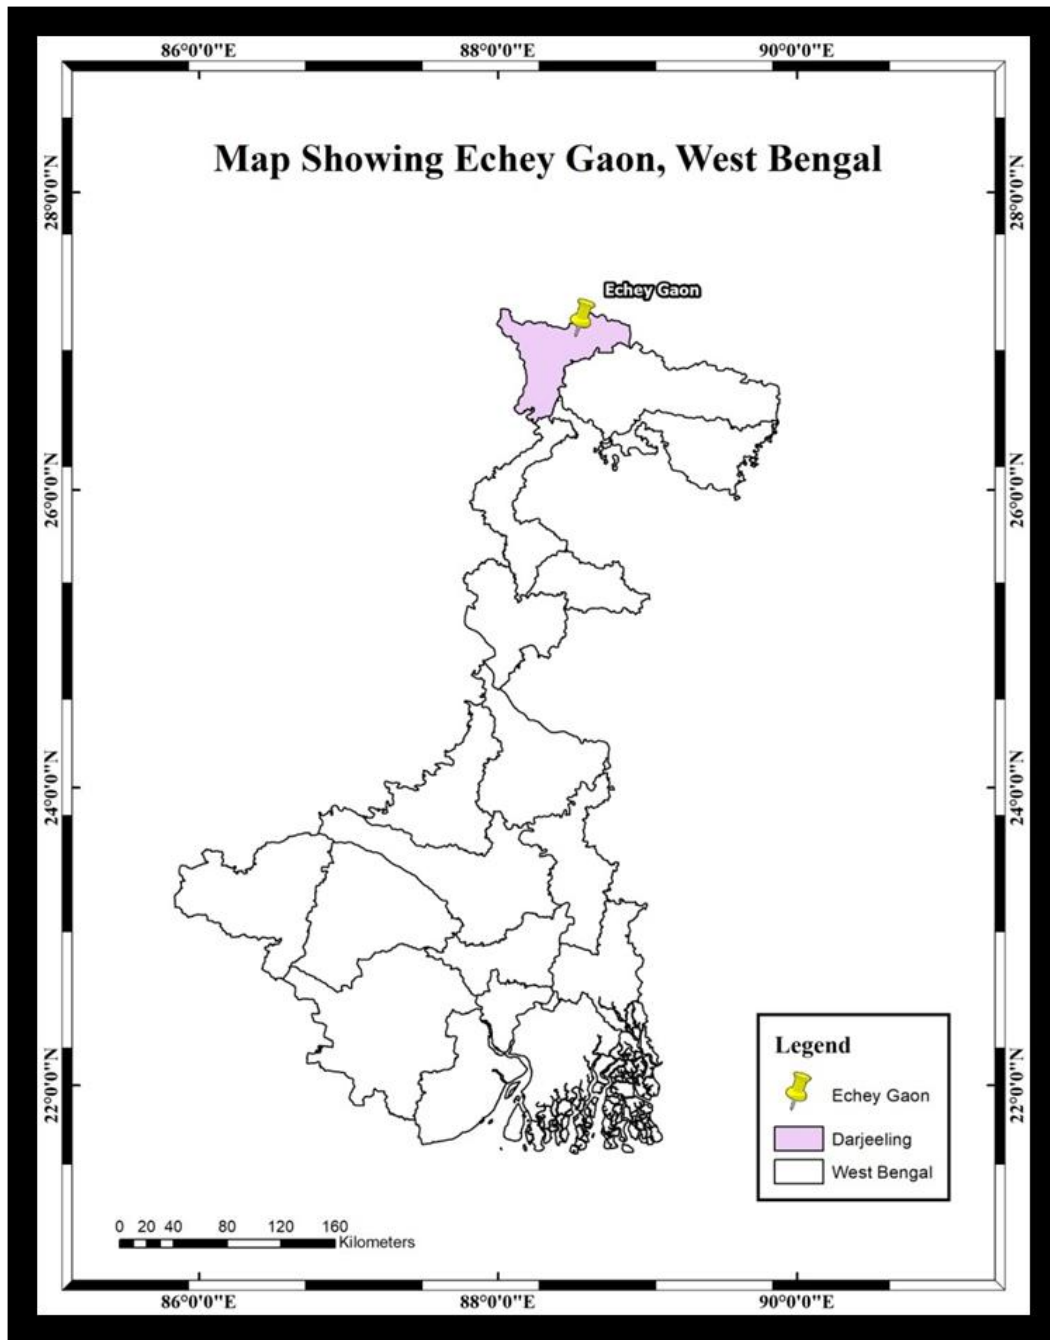 86°0'0"E 88°0'0"E 90°0'0"E
Map Showing Echey Gaon, West Bengal
28°0'0"N 28°0'0"N
Echey Gaon
26°0'0"N 26°0'0"N
24°0'0"N 24°0'0"N
22°0'0"N 22°0'0"N
Legend
Echey Gaon
Darjeeling
West Bengal
0 20 40 80 120 160
Kilometers
86°0'0"E 88°0'0"E 90°0'0"E